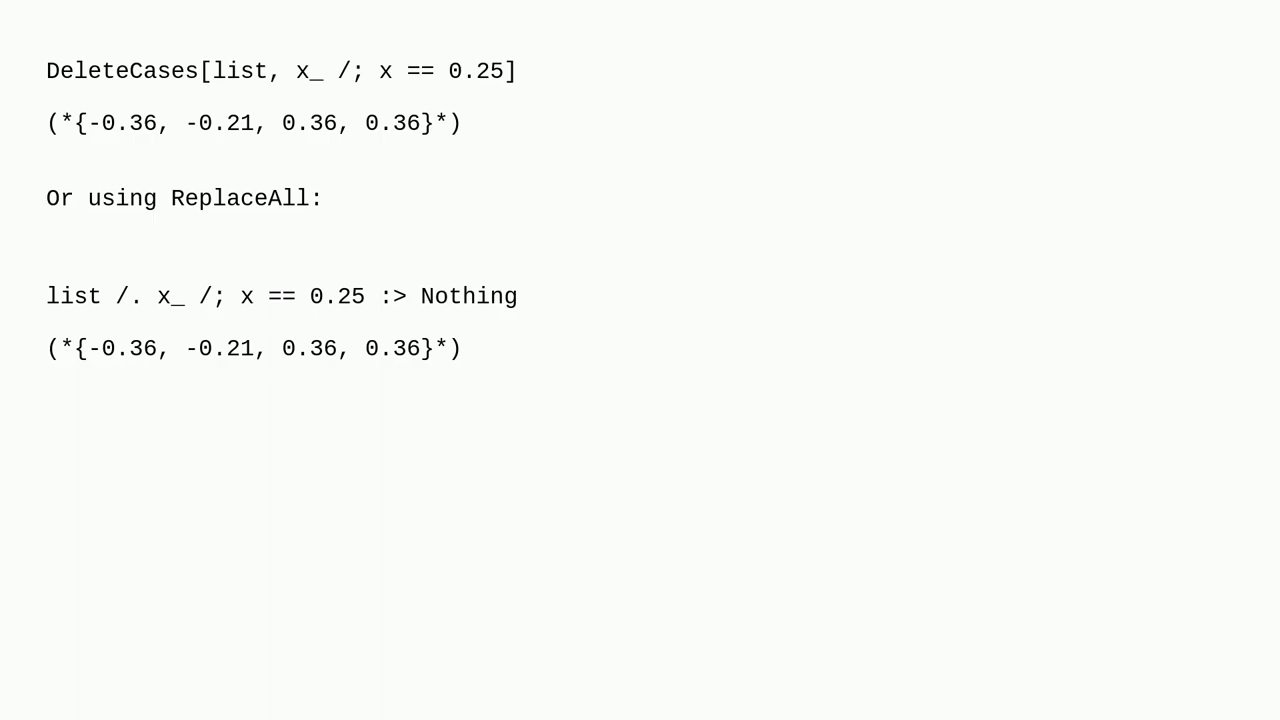 DeleteCases[list, x_ /; x == 0.25]
(*{-0.36, -0.21, 0.36, 0.36}*)
Or using ReplaceAll:
list /. x_ /; x == 0.25 :> Nothing
(*{-0.36, -0.21, 0.36, 0.36}*)